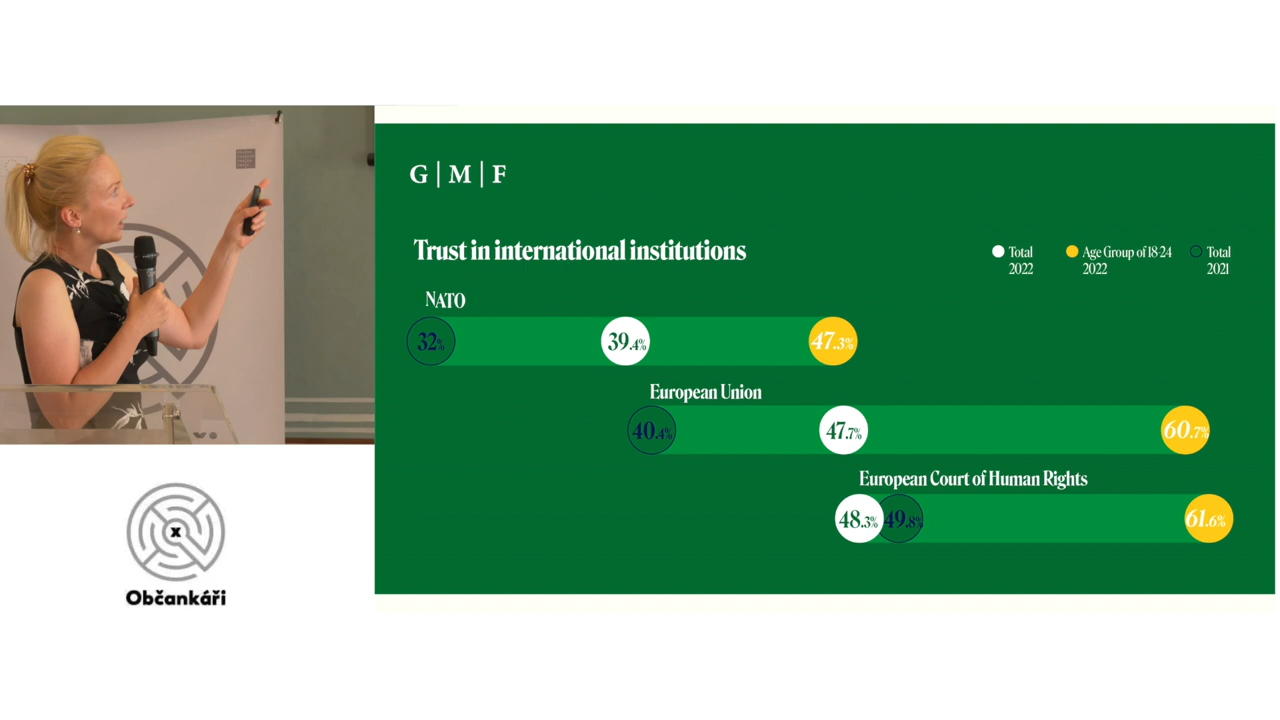 G | M | F
Trust in international institutions
Total 2022
Age Group of 18-24 2022
Total 2021
NATO
32%
39.4%
47.3%
European Union
40.4%
47.7%
60.7%
European Court of Human Rights
48.3%
49.8%
61.6%
x
Občankáři